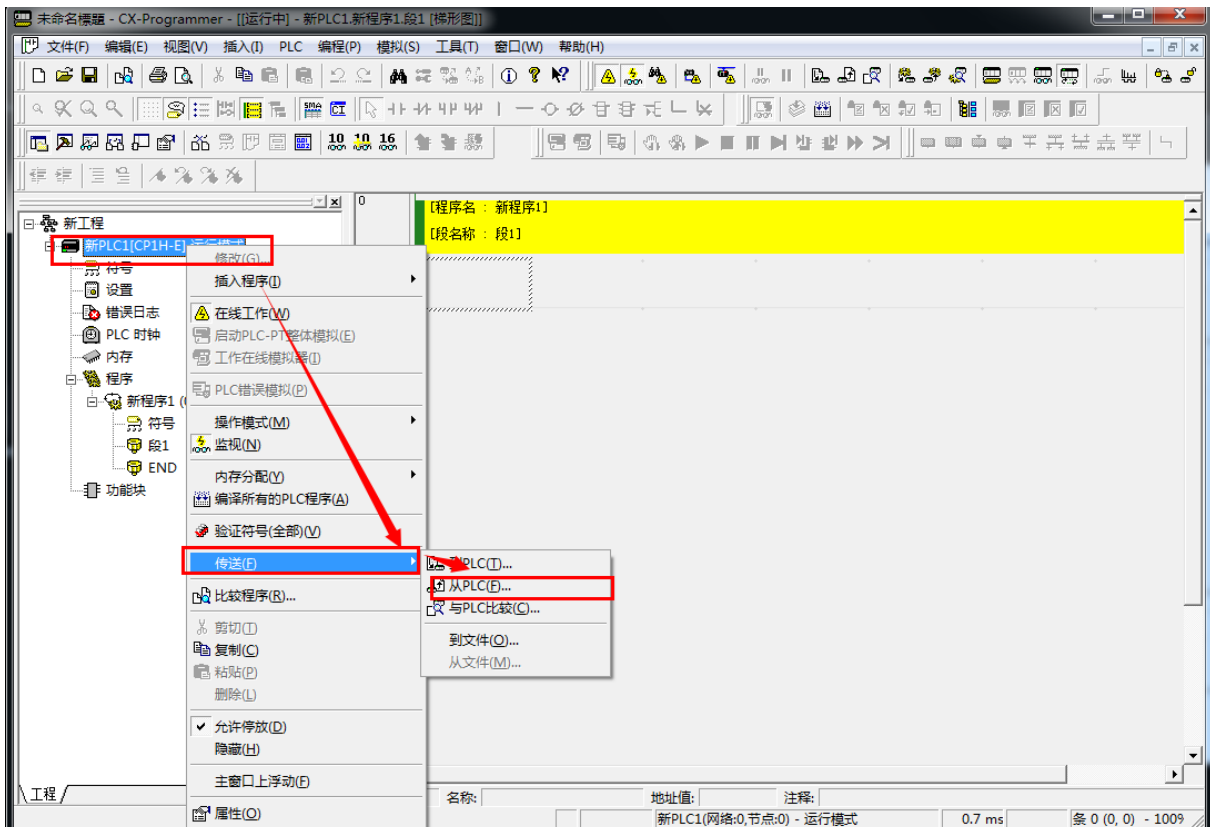 未命名標題 - CX-Programmer - [[运行中] - 新PLC1.新程序1.段1 [梯形图]]
文件(F) 编辑(E) 视图(V) 插入(I) PLC 编程(P) 模拟(S) 工具(T) 窗口(W) 帮助(H)
SMA
CI
10 10 16
0
[程序名 : 新程序1]
[段名称 : 段1]
新工程
新PLC1[CP1H-E] 运行模式
符号
设置
错误日志
PLC 时钟
内存
程序
新程序1 (
符号
段1
END
功能块
修改(G)...
插入程序(I)
在线工作(W)
启动PLC-PT整体模拟(E)
工作在线模拟器(I)
PLC错误模拟(P)
操作模式(M)
监视(N)
内存分配(Y)
编译所有的PLC程序(A)
验证符号(全部)(V)
传送(F)
比较程序(R)...
剪切(T)
复制(C)
粘贴(P)
删除(L)
允许停放(D)
隐藏(H)
主窗口上浮动(F)
属性(O)
到PLC(T)...
从PLC(F)...
与PLC比较(C)...
到文件(O)...
从文件(M)...
工程
名称: 地址值: 注释:
新PLC1(网络:0,节点:0) - 运行模式 0.7 ms 条 0 (0, 0) - 100%